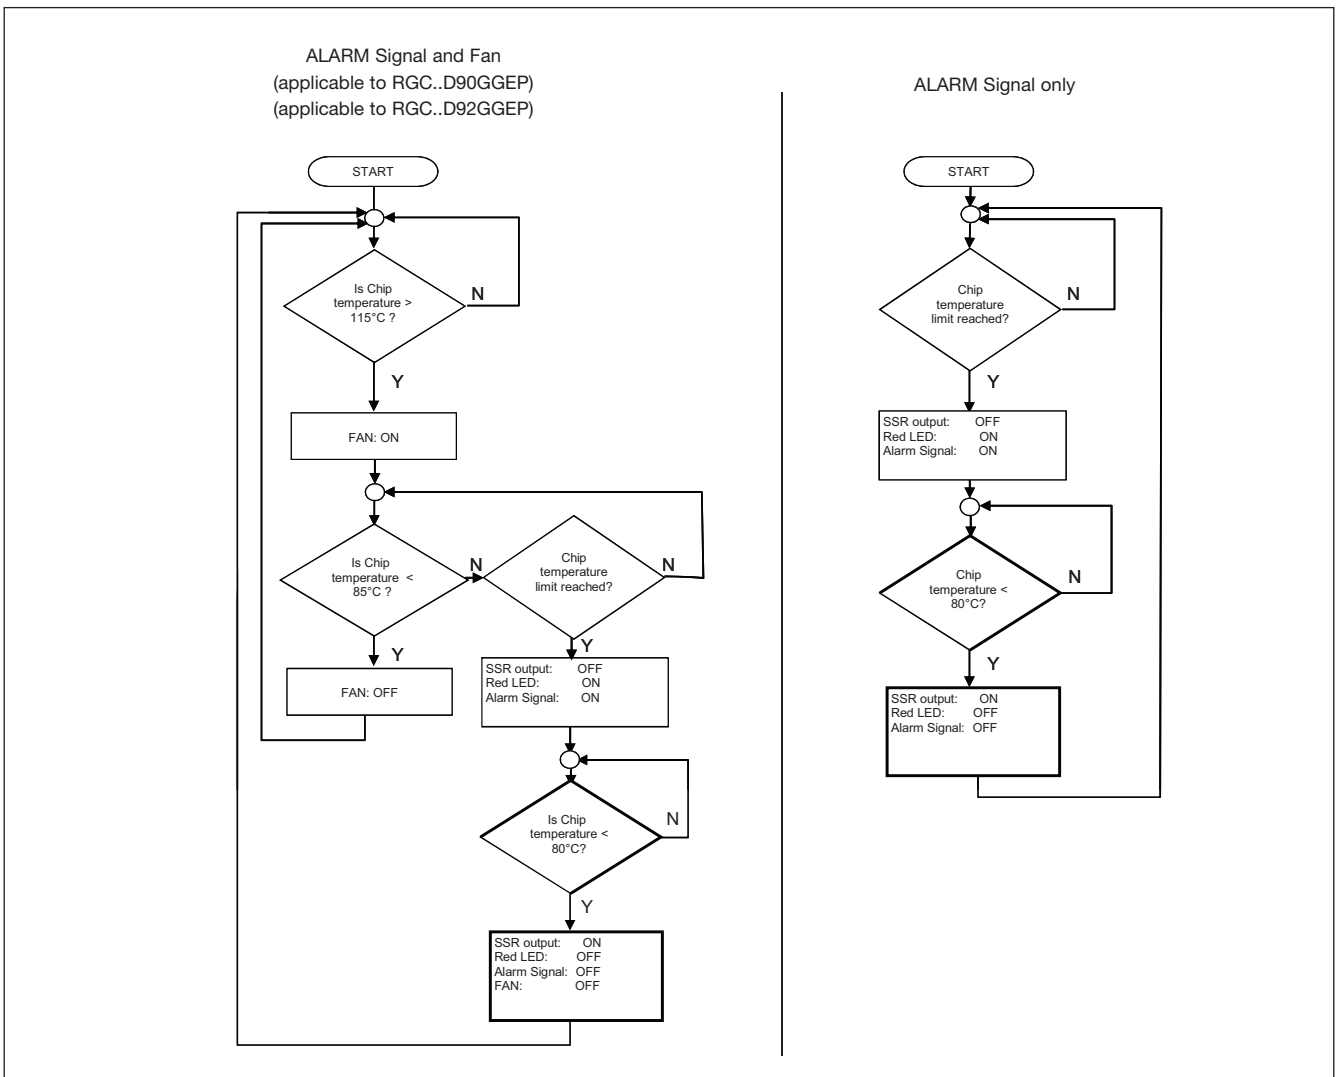 ALARM Signal and Fan
(applicable to RGC..D90GGEP)
(applicable to RGC..D92GGEP)
START
Is Chip
temperature >
115°C ?
N
Y
FAN: ON
Is Chip
temperature <
85°C ?
N
Chip
temperature
limit reached?
N
Y
Y
FAN: OFF
SSR output: OFF
Red LED: ON
Alarm Signal: ON
Is Chip
temperature <
80°C?
N
Y
SSR output: ON
Red LED: OFF
Alarm Signal: OFF
FAN: OFF
ALARM Signal only
START
Chip
temperature
limit reached?
N
Y
SSR output: OFF
Red LED: ON
Alarm Signal: ON
Chip
temperature <
80°C?
N
Y
SSR output: ON
Red LED: OFF
Alarm Signal: OFF